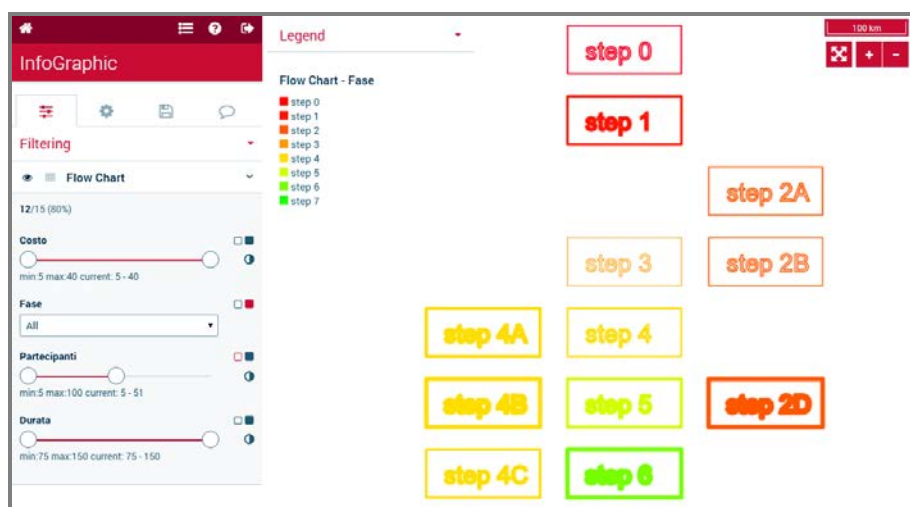 InfoGraphic
Filtering
Flow Chart
12/15 (80%)
Costo
min:5 max:40 current: 5 - 40
Fase
All
Partecipanti
min:5 max:100 current: 5 - 51
Durata
min:75 max:150 current: 75 - 150
Legend
Flow Chart - Fase
step 0
step 1
step 2
step 3
step 4
step 5
step 6
step 7
100 km
+ -
step 0
step 1
step 2A
step 3 step 2B
step 4A step 4
step 4B step 5 step 2D
step 4C step 6